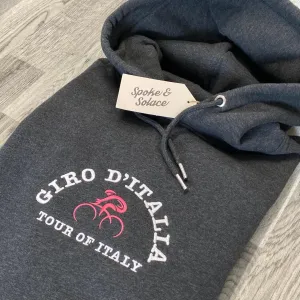 Spoke &
Solace
GIRO D'ITALIA
TOUR OF ITALY